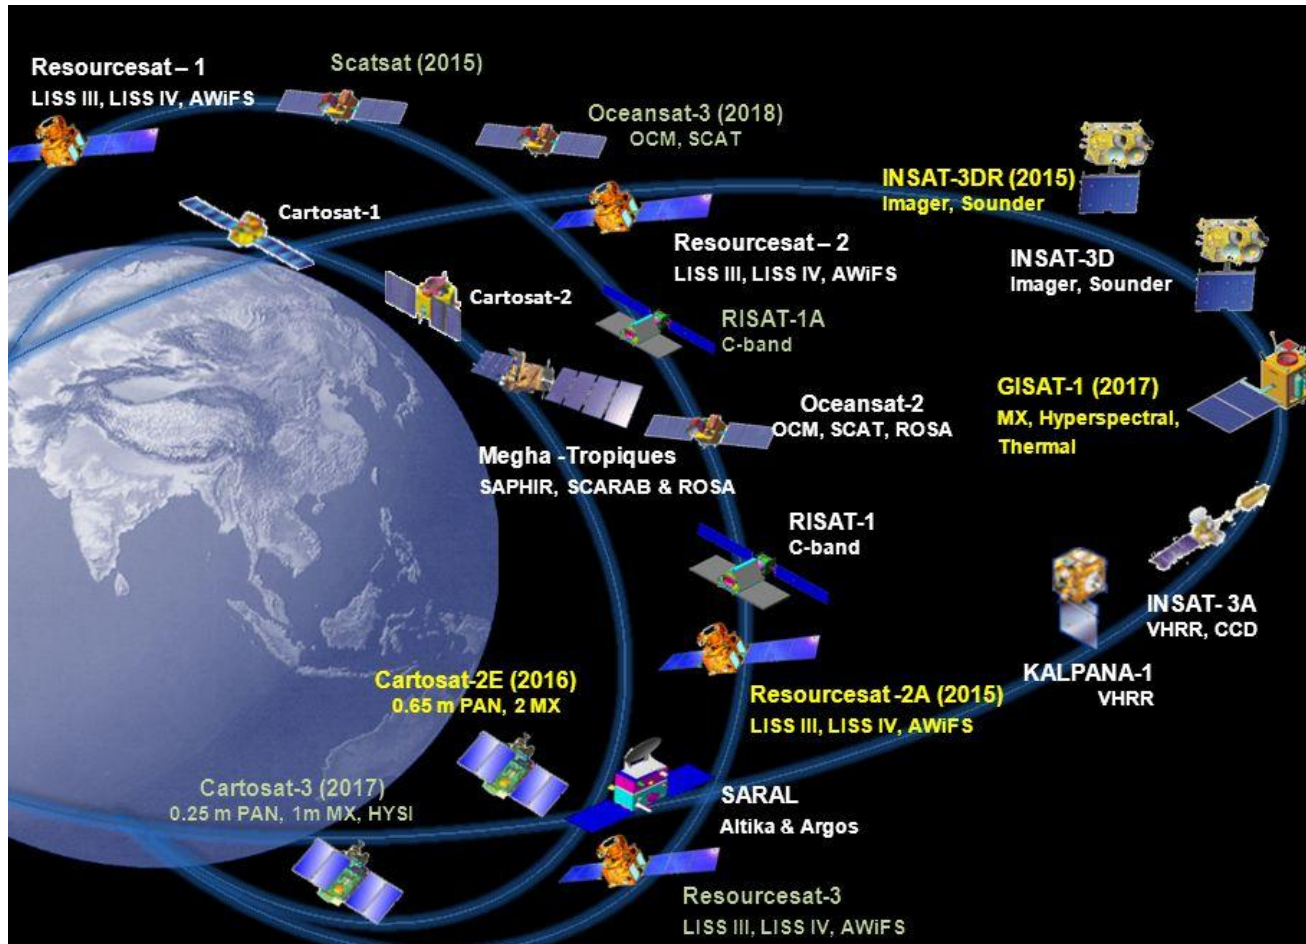 Resourcesat – 1
LISS III, LISS IV, AWiFS
Scatsat (2015)
Oceansat-3 (2018)
OCM, SCAT
INSAT-3DR (2015)
Imager, Sounder
Cartosat-1
Resourcesat – 2
LISS III, LISS IV, AWiFS
INSAT-3D
Imager, Sounder
Cartosat-2
RISAT-1A
C-band
GISAT-1 (2017)
MX, Hyperspectral,
Thermal
Oceansat-2
OCM, SCAT, ROSA
Megha -Tropiques
SAPHIR, SCARAB & ROSA
RISAT-1
C-band
INSAT- 3A
VHRR, CCD
KALPANA-1
VHRR
Cartosat-2E (2016)
0.65 m PAN, 2 MX
Resourcesat -2A (2015)
LISS III, LISS IV, AWiFS
Cartosat-3 (2017)
0.25 m PAN, 1m MX, HYSI
SARAL
Altika & Argos
Resourcesat-3
LISS III, LISS IV, AWiFS